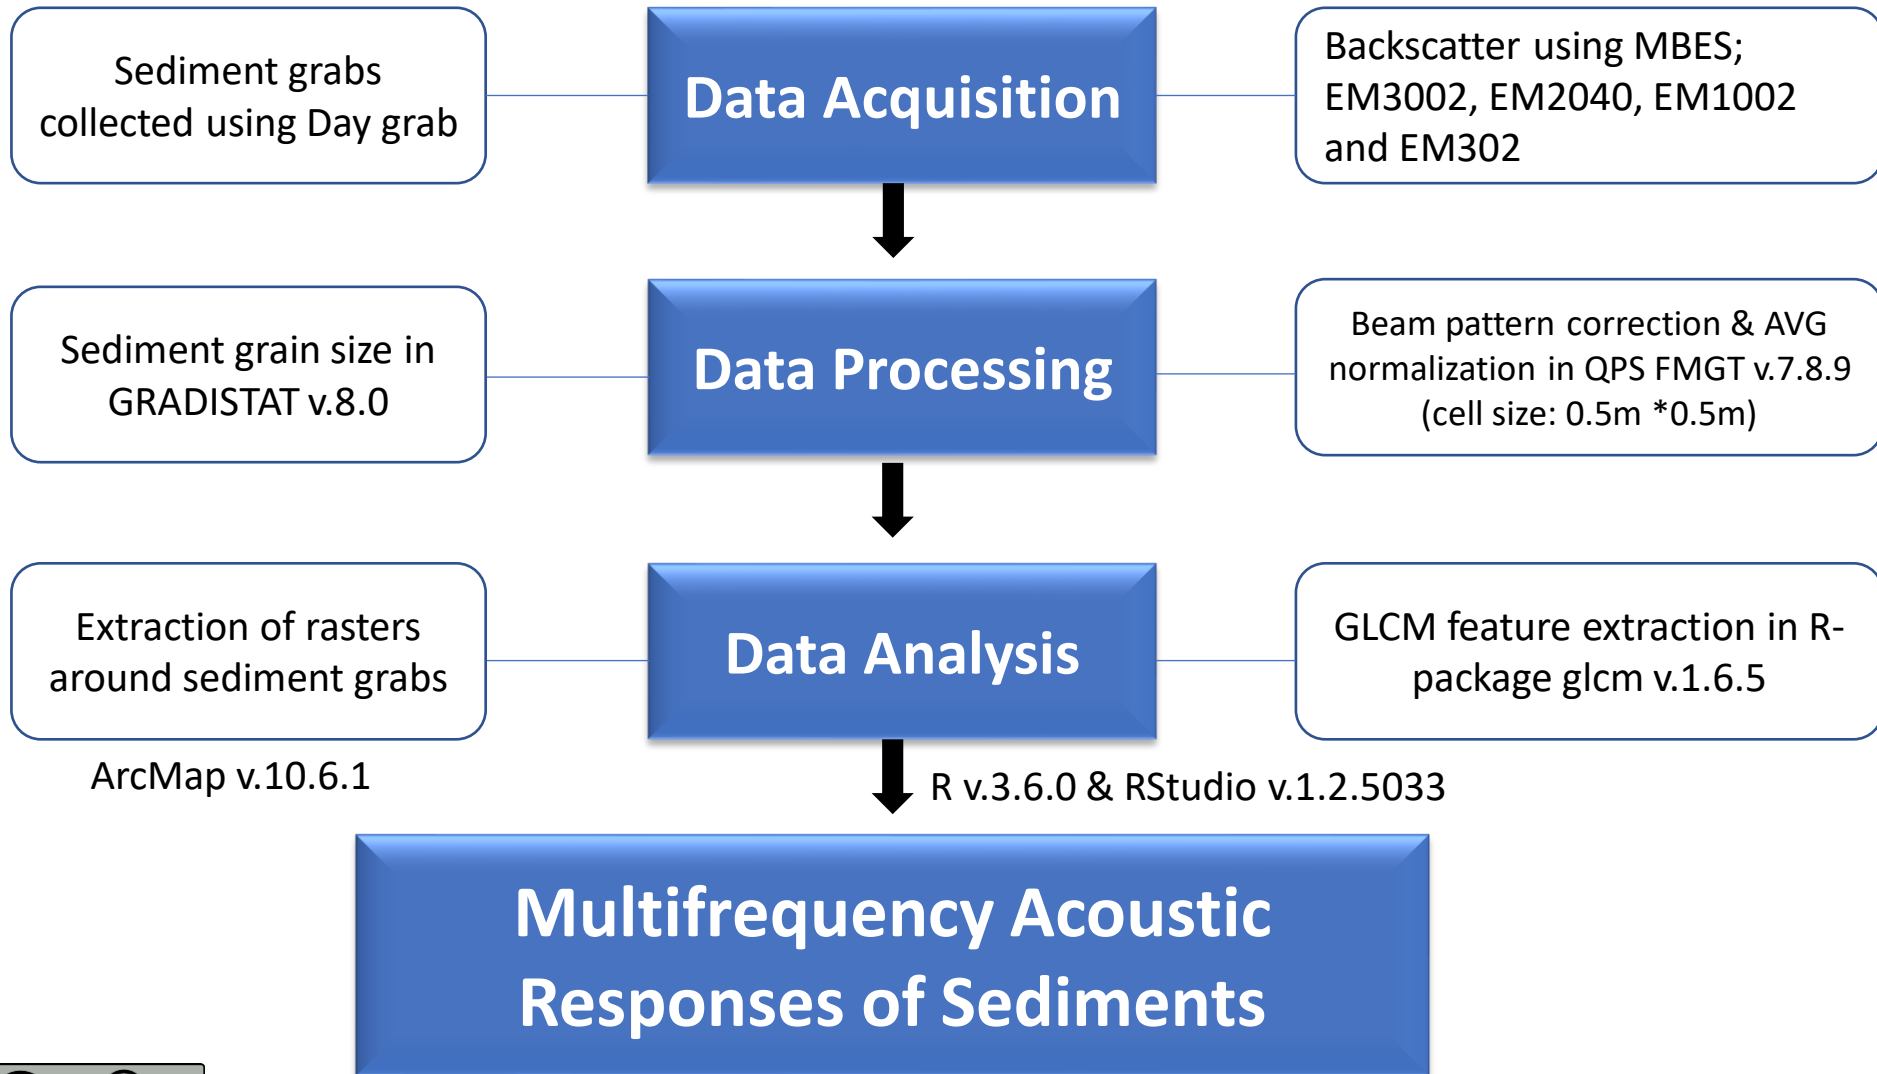 Sediment grabs
collected using Day grab
Data Acquisition
Backscatter using MBES;
EM3002, EM2040, EM1002
and EM302
Sediment grain size in
GRADISTAT v.8.0
Data Processing
Beam pattern correction & AVG
normalization in QPS FMGT v.7.8.9
(cell size: 0.5m *0.5m)
Extraction of rasters
around sediment grabs
Data Analysis
GLCM feature extraction in R-
package glcm v.1.6.5
ArcMap v.10.6.1
R v.3.6.0 & RStudio v.1.2.5033
Multifrequency Acoustic
Responses of Sediments